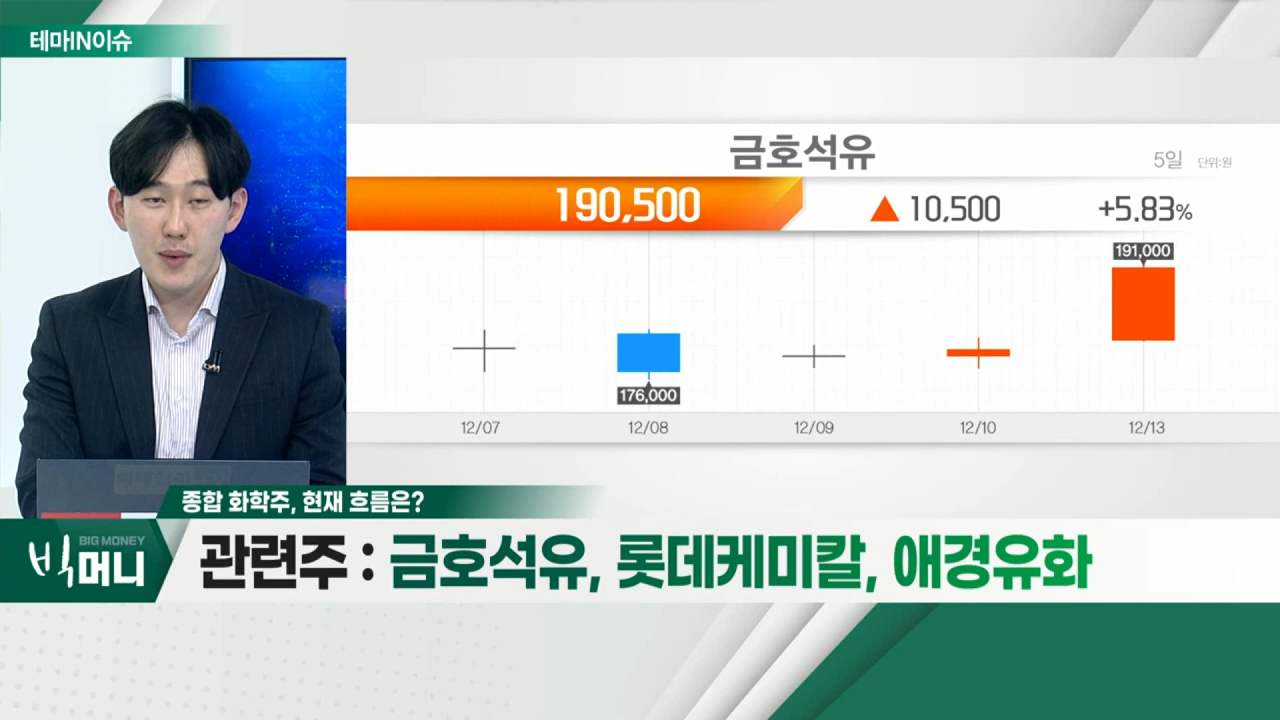 테마IN이슈
금호석유
5일 단위:원
190,500 ▲ 10,500 +5.83%
191,000
176,000
12/07 12/08 12/09 12/10 12/13
종합 화학주, 현재 흐름은?
BIG MONEY
빅머니
관련주 : 금호석유, 롯데케미칼, 애경유화